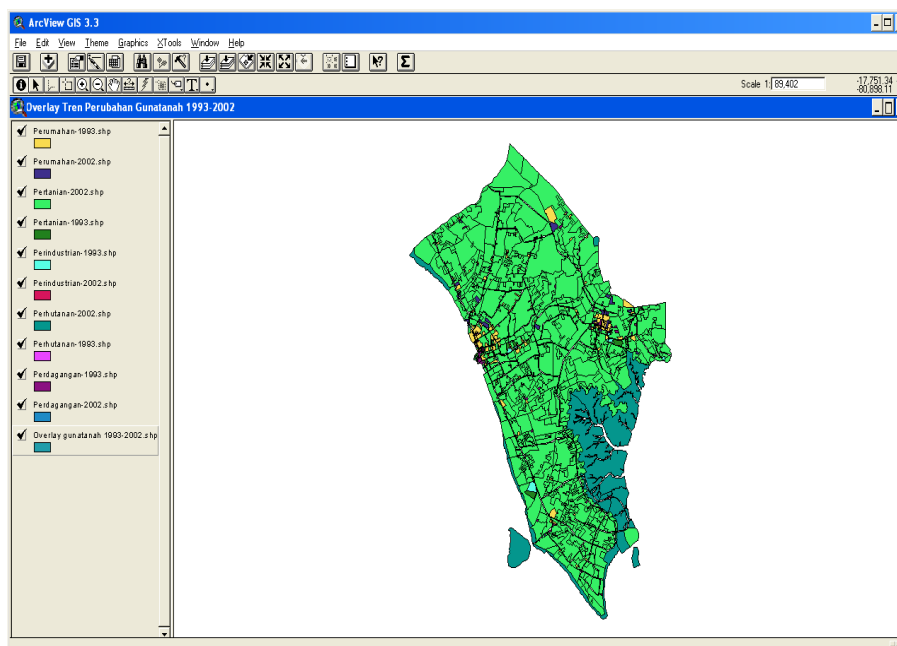 ArcView GIS 3.3
File Edit View Theme Graphics XTools Window Help
Scale 1: 89,402
-17,751.34
-80,898.11
Overlay Tren Perubahan Gunatanah 1993-2002
Perumahan-1993.shp
Perumahan-2002.shp
Pertanian-2002.shp
Pertanian-1993.shp
Perindustrian-1993.shp
Perindustrian-2002.shp
Perhutanan-2002.shp
Perhutanan-1993.shp
Perdagangan-1993.shp
Perdagangan-2002.shp
Overlay gunatanah 1993-2002.shp